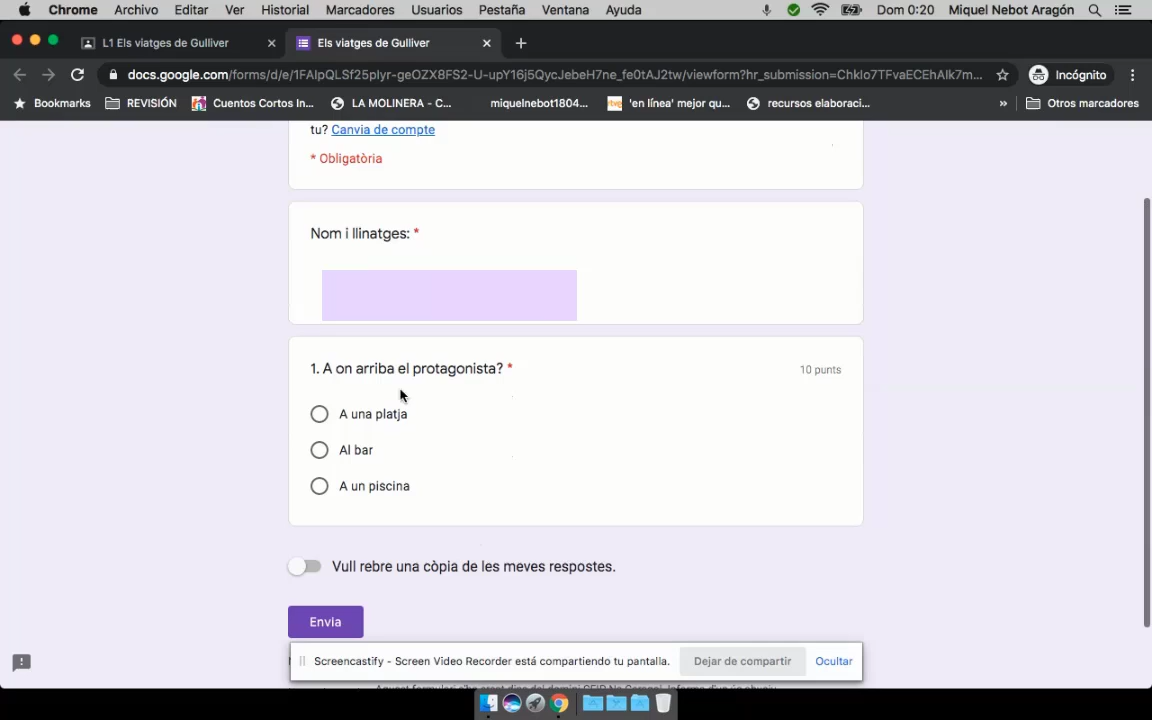 Chrome Archivo Editar Ver Historial Marcadores Usuarios Pestaña Ventana Ayuda Dom 0:20 Miquel Nebot Aragón
L1 Els viatges de Gulliver Els viatges de Gulliver
docs.google.com/forms/d/e/1FAIpQLSf25plyr-geOZX8FS2-U-upY16j5QycJebeH7ne_fe0tAJ2tw/viewform?hr_submission=ChkIo7TFvaECEhAIk7m... Incógnito
Bookmarks REVISIÓN Cuentos Cortos In... LA MOLINERA - C... miquelnebot1804... rtve 'en línea' mejor qu... recursos elaboraci... » Otros marcadores
tu? Canvia de compte
* Obligatòria
Nom i llinatges: *
1. A on arriba el protagonista? * 10 punts
A una platja
Al bar
A un piscina
Vull rebre una còpia de les meves respostes.
Envia
Screencastify - Screen Video Recorder está compartiendo tu pantalla. Dejar de compartir Ocultar